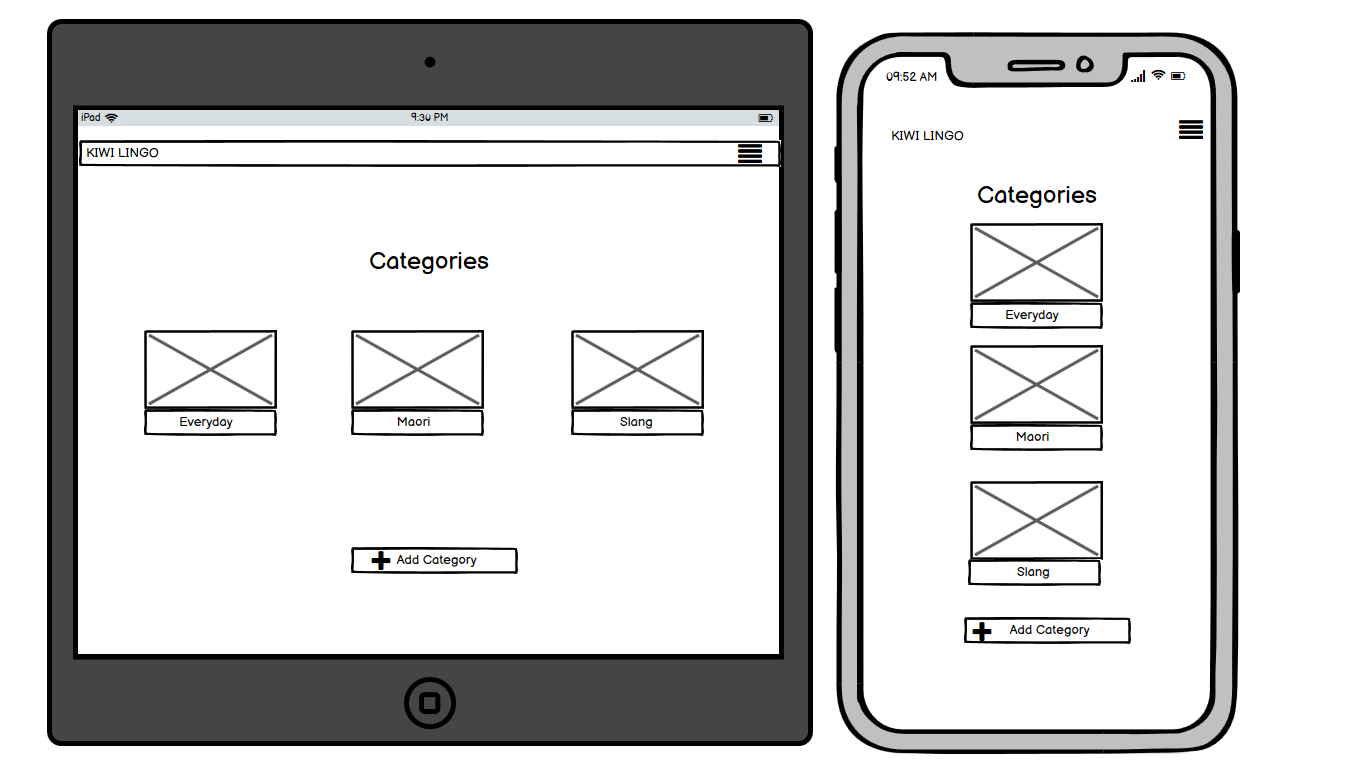 iPad 9:30 PM
KIWI LINGO
Categories
Everyday Maori Slang
Add Category
09:52 AM
KIWI LINGO
Categories
Everyday
Maori
Slang
Add Category